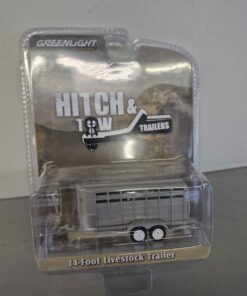 GREENLIGHT
HITCH &
TOW
TRAILERS
14-Foot Livestock Trailer